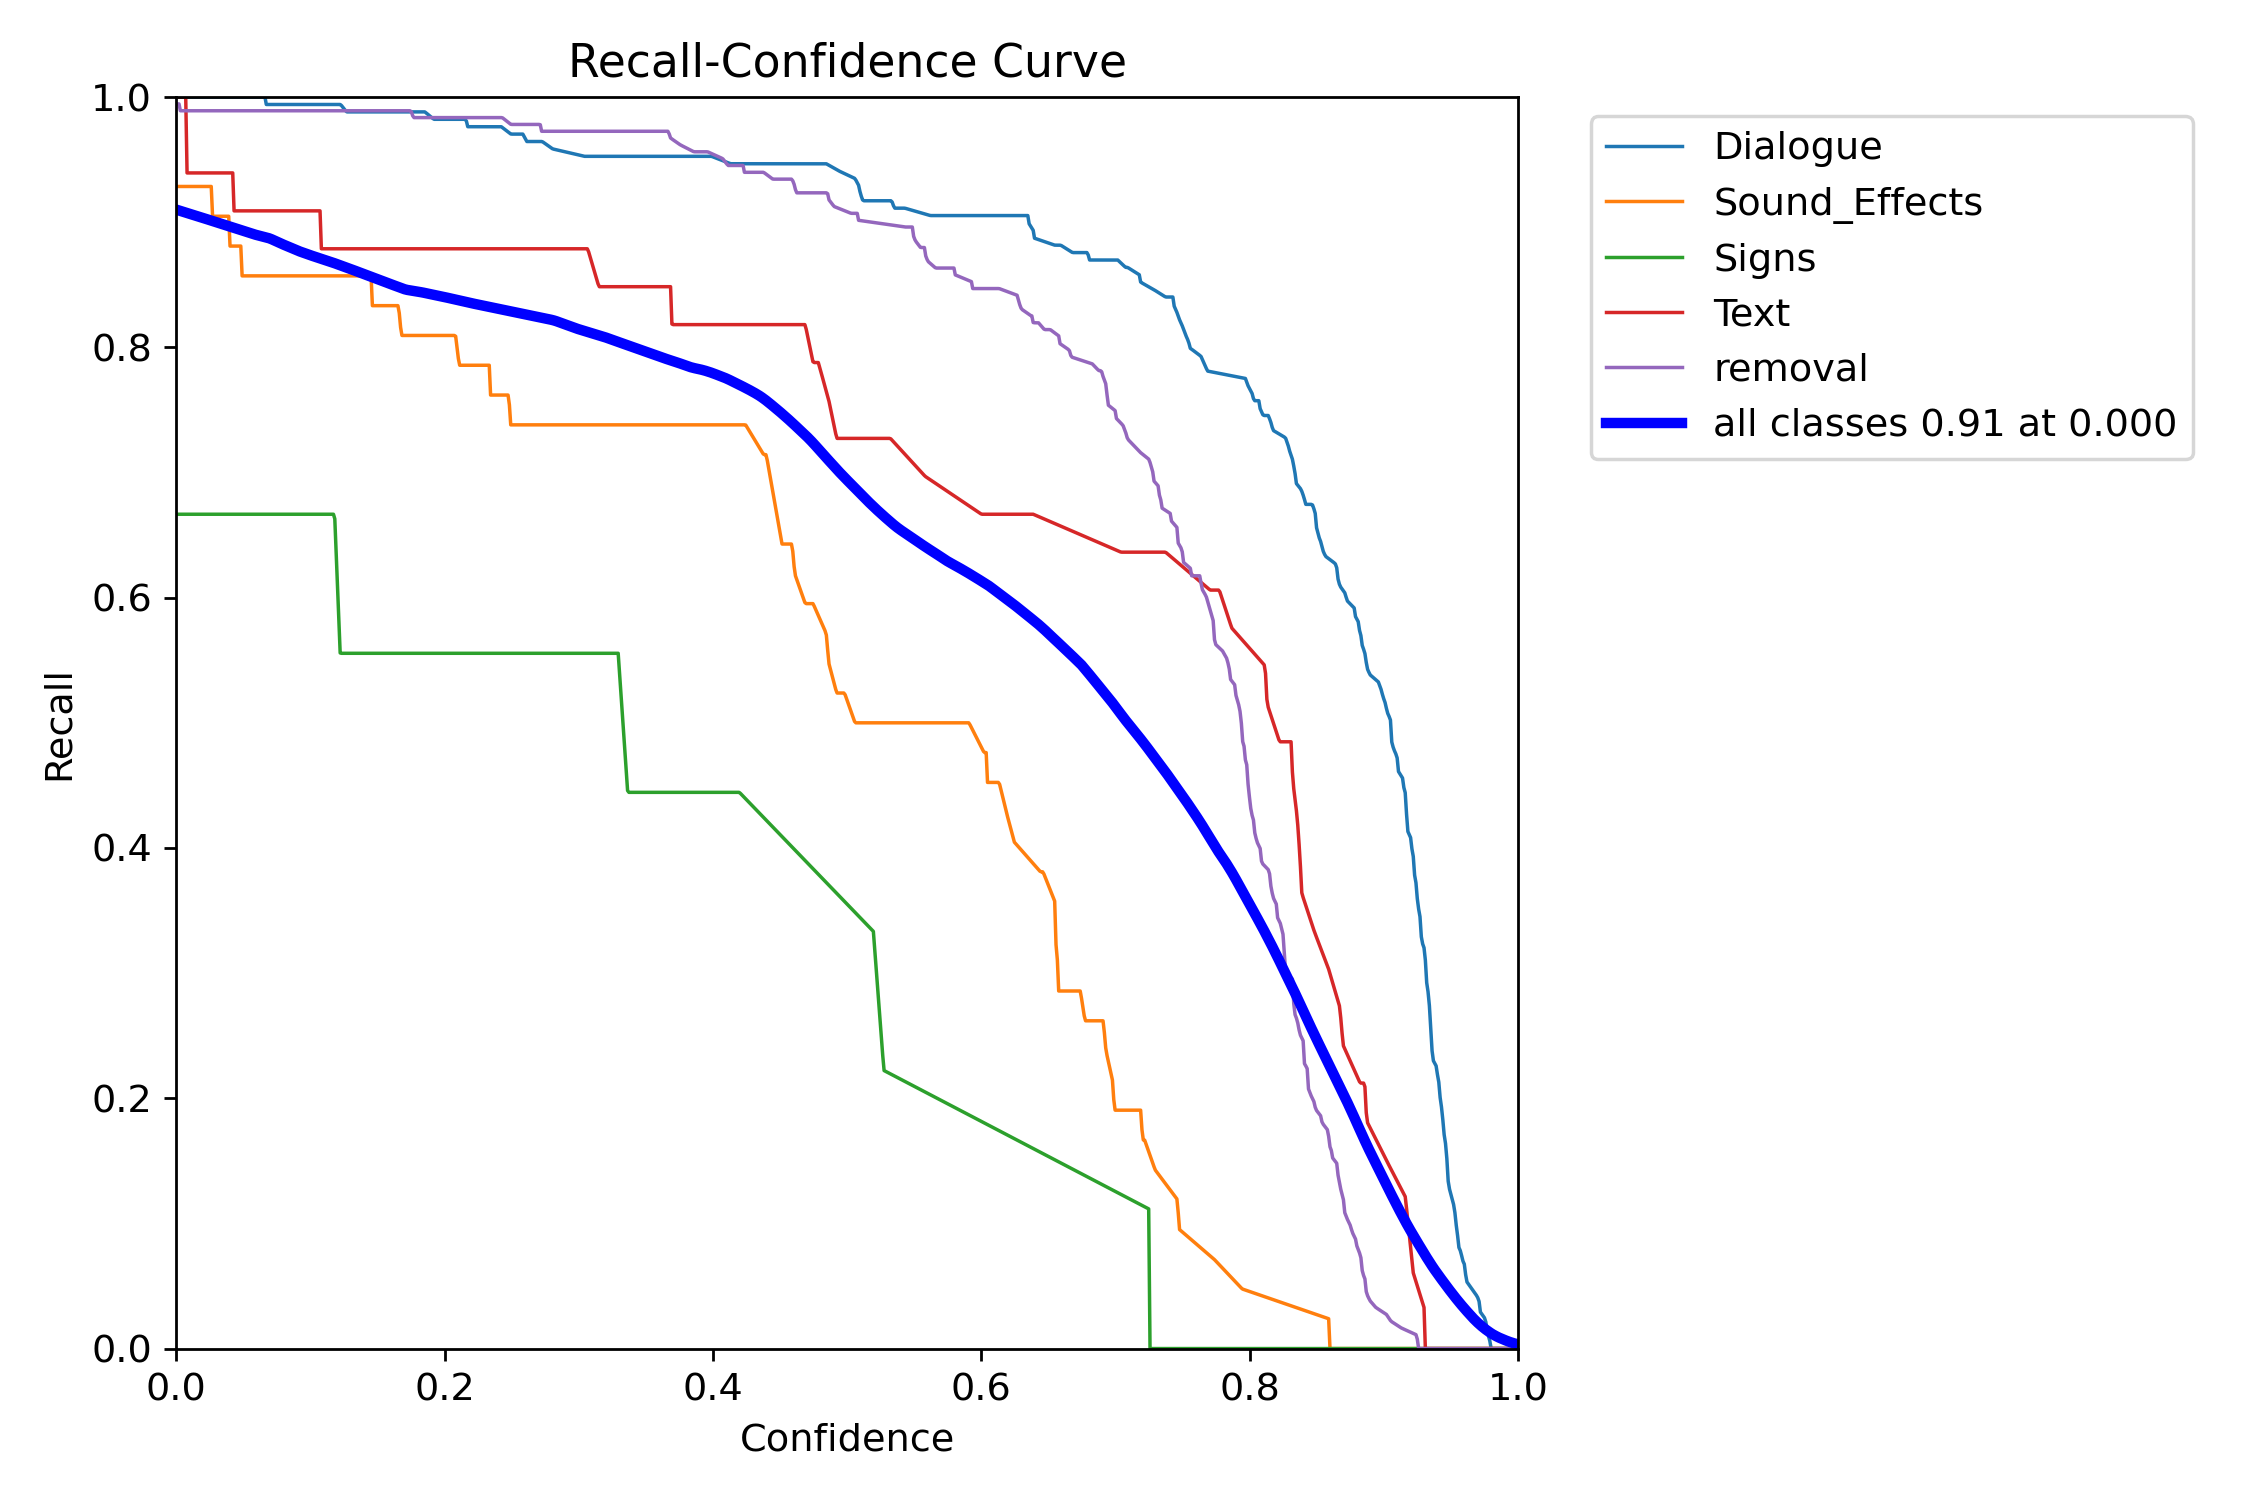 Recall-Confidence Curve
1.0
0.8
0.6
0.4
0.2
0.0
Recall
0.0 0.2 0.4 0.6 0.8 1.0
Confidence
Dialogue
Sound_Effects
Signs
Text
removal
all classes 0.91 at 0.000